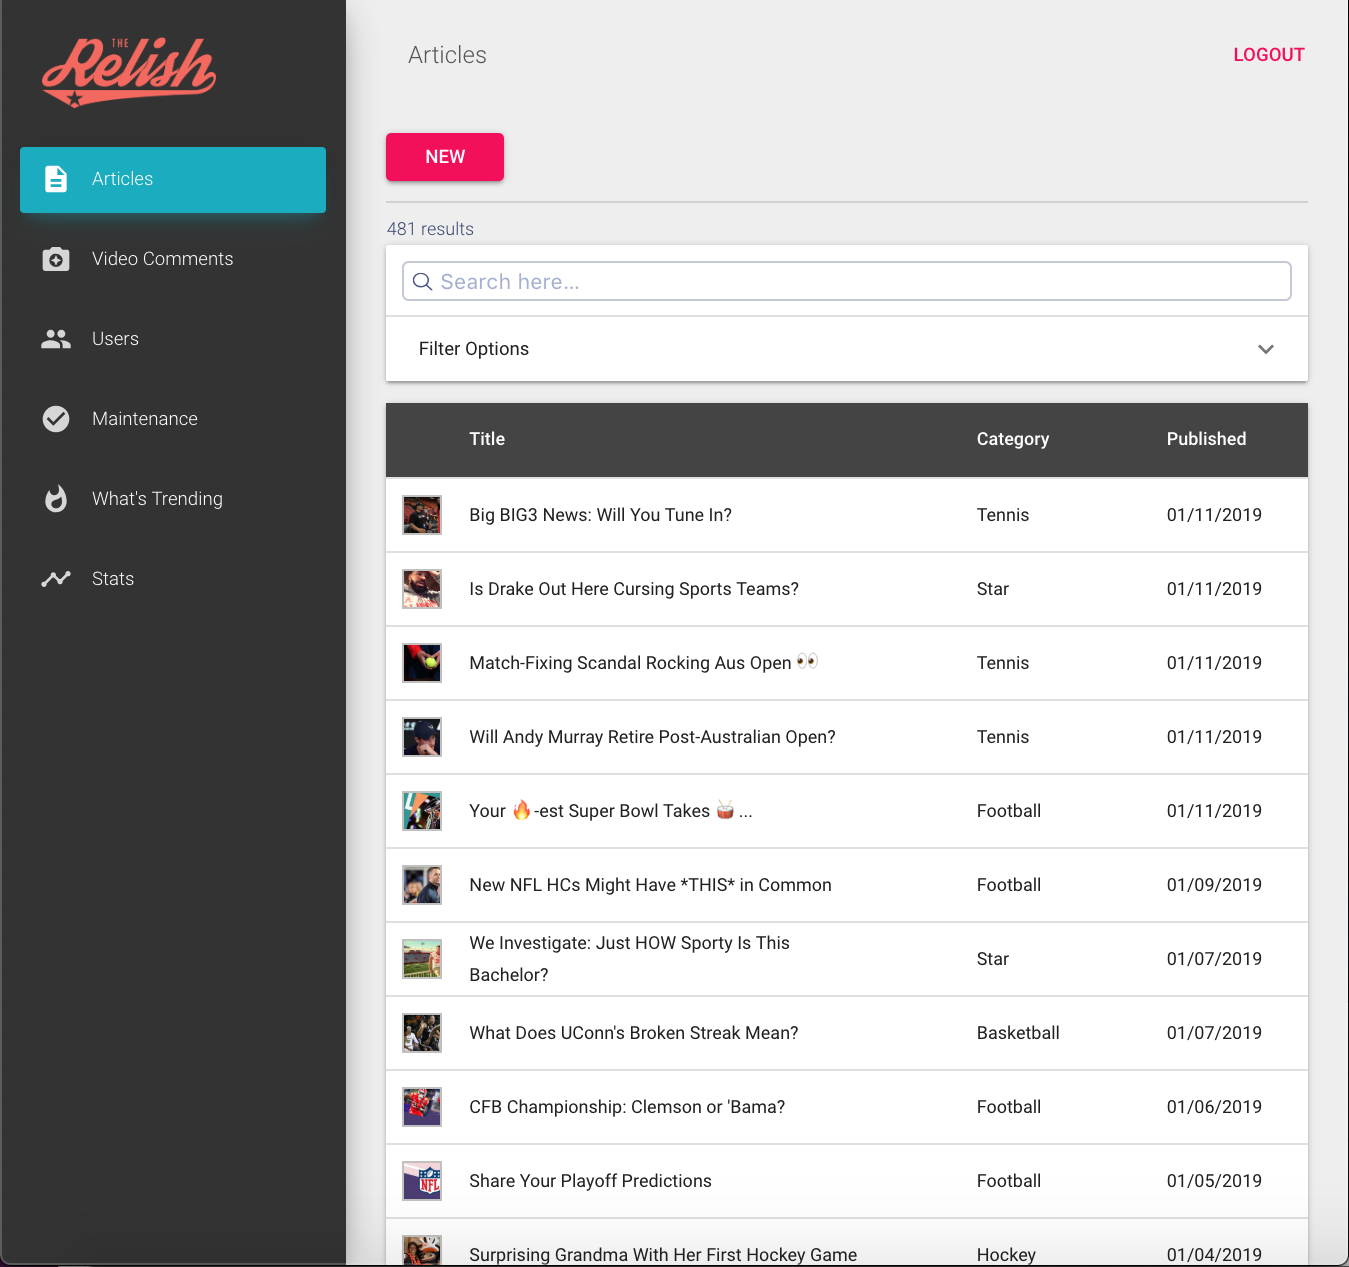 THE
Relish
Articles
Video Comments
Users
Maintenance
What's Trending
Stats
Articles
LOGOUT
NEW
481 results
Search here...
Filter Options
Title Category Published
Big BIG3 News: Will You Tune In? Tennis 01/11/2019
Is Drake Out Here Cursing Sports Teams? Star 01/11/2019
Match-Fixing Scandal Rocking Aus Open 👀 Tennis 01/11/2019
Will Andy Murray Retire Post-Australian Open? Tennis 01/11/2019
Your 🔥-est Super Bowl Takes 🥁 ... Football 01/11/2019
New NFL HCs Might Have *THIS* in Common Football 01/09/2019
We Investigate: Just HOW Sporty Is This
Bachelor? Star 01/07/2019
What Does UConn's Broken Streak Mean? Basketball 01/07/2019
CFB Championship: Clemson or 'Bama? Football 01/06/2019
NFL
Share Your Playoff Predictions Football 01/05/2019
Surprising Grandma With Her First Hockey Game Hockey 01/04/2019